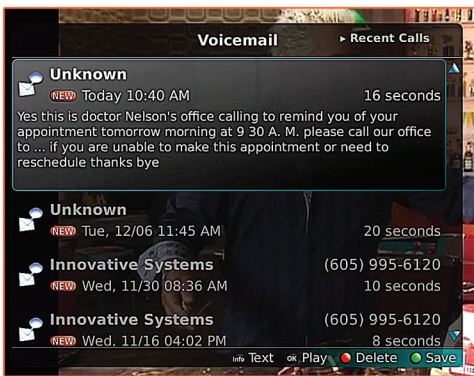 Voicemail
▸ Recent Calls
Unknown
NEW Today 10:40 AM 16 seconds
Yes this is doctor Nelson's office calling to remind you of your
appointment tomorrow morning at 9 30 A. M. please call our office
to ... if you are unable to make this appointment or need to
reschedule thanks bye
Unknown
NEW Tue, 12/06 11:45 AM 20 seconds
Innovative Systems (605) 995-6120
NEW Wed, 11/30 08:36 AM 10 seconds
Innovative Systems (605) 995-6120
NEW Wed, 11/16 04:02 PM 8 seconds
Info Text OK Play Delete Save